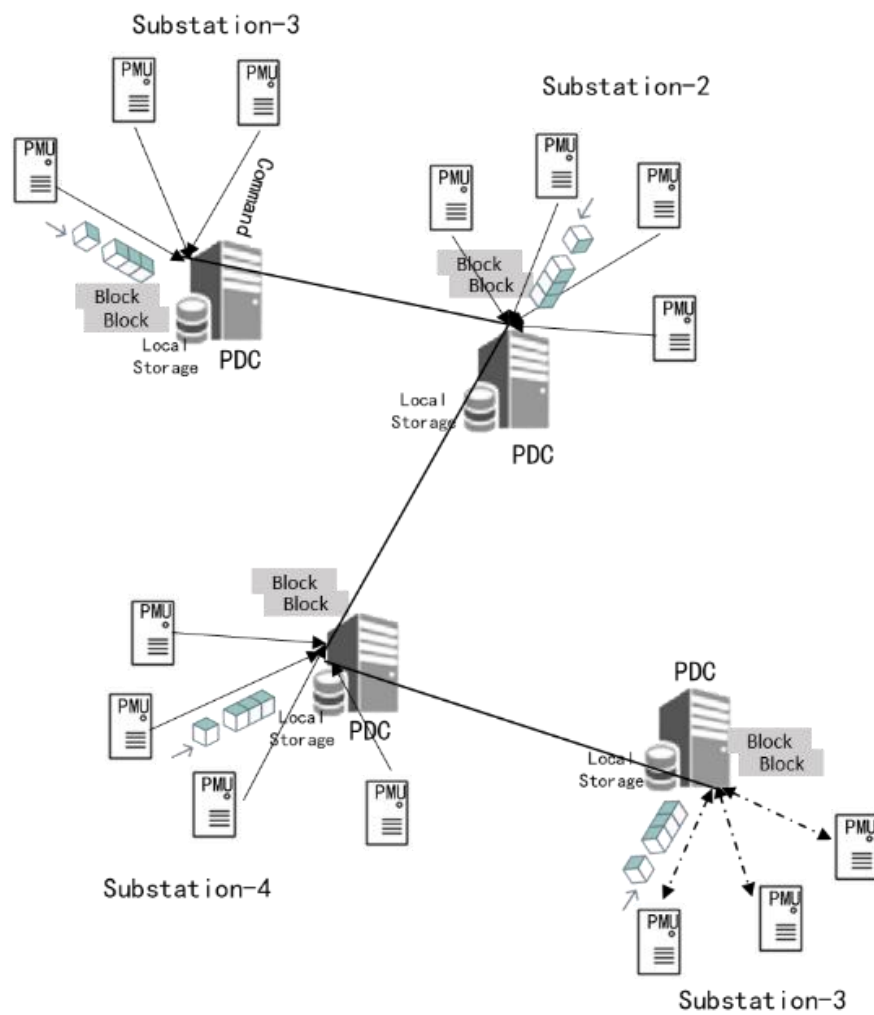 Substation-3
PMU
PMU
PMU
Command
Block
Block
Local
Storage
PDC
Substation-2
PMU
PMU
PMU
Block
Block
PMU
Local
Storage
PDC
Block
Block
PMU
PMU
Local
Storage
PDC
PMU
PMU
Substation-4
PDC
Block
Block
Local
Storage
PMU
PMU
PMU
Substation-3